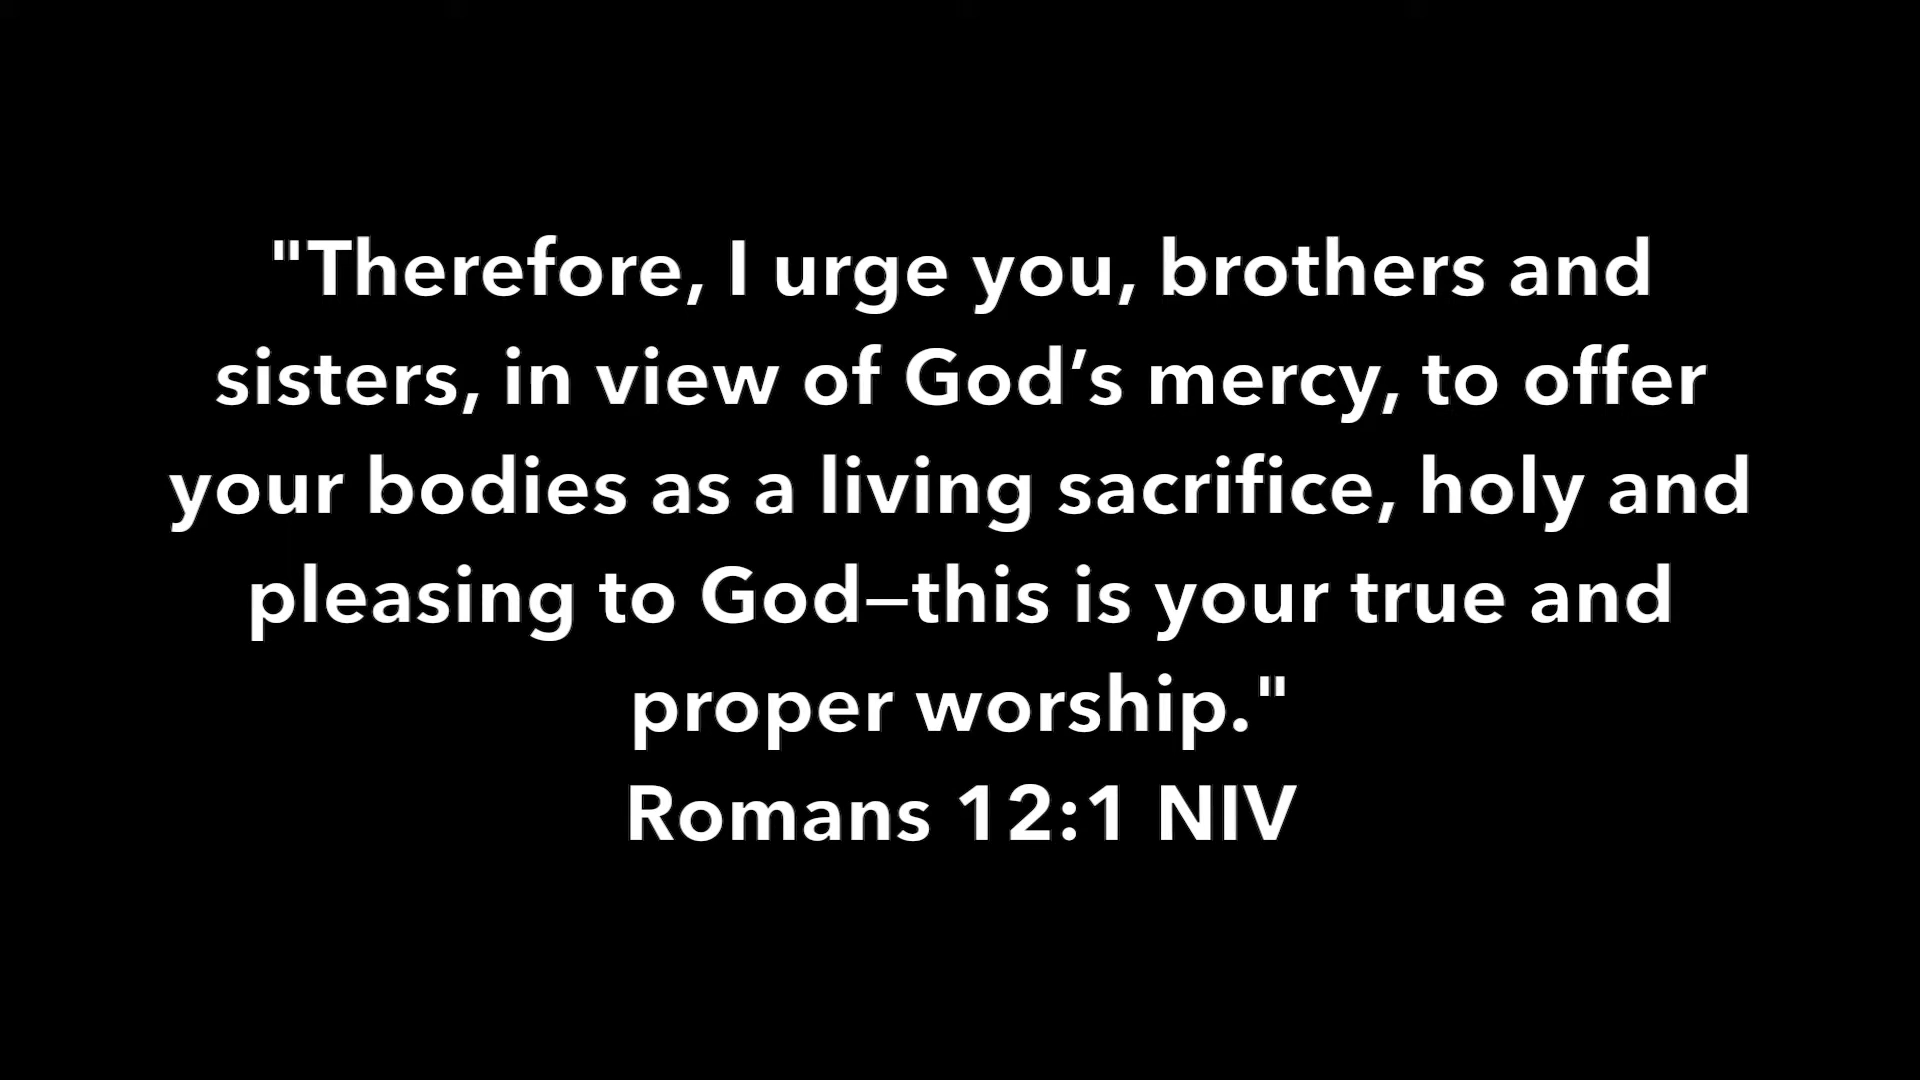 "Therefore, I urge you, brothers and
sisters, in view of God’s mercy, to offer
your bodies as a living sacrifice, holy and
pleasing to God—this is your true and
proper worship."
Romans 12:1 NIV